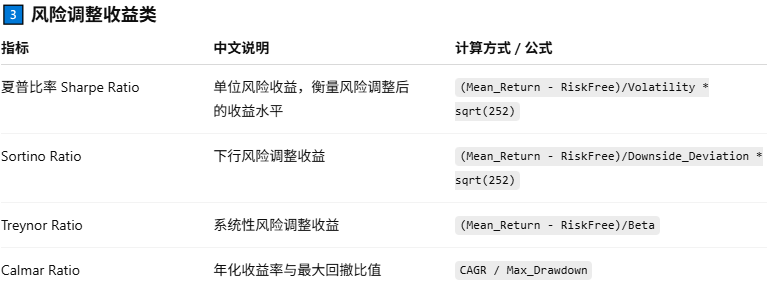 3 风险调整收益类
指标 中文说明 计算方式 / 公式
夏普比率 Sharpe Ratio 单位风险收益，衡量风险调整后 (Mean_Return - RiskFree)/Volatility *
的收益水平 sqrt(252)
Sortino Ratio 下行风险调整收益 (Mean_Return - RiskFree)/Downside_Deviation *
sqrt(252)
Treynor Ratio 系统性风险调整收益 (Mean_Return - RiskFree)/Beta
Calmar Ratio 年化收益率与最大回撤比值 CAGR / Max_Drawdown